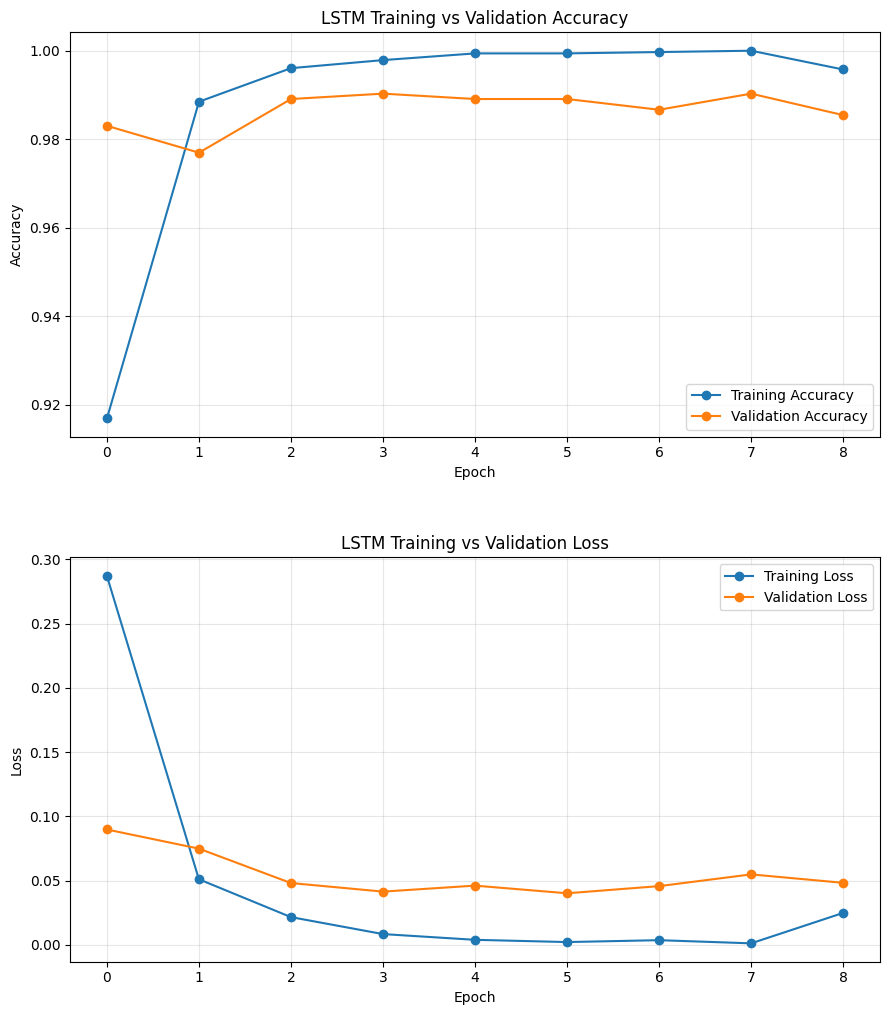 LSTM Training vs Validation Accuracy
1.00
0.98
0.96
0.94
0.92
Accuracy
Training Accuracy
Validation Accuracy
0 1 2 3 4 5 6 7 8
Epoch
LSTM Training vs Validation Loss
0.30
0.25
0.20
0.15
0.10
0.05
0.00
Loss
Training Loss
Validation Loss
0 1 2 3 4 5 6 7 8
Epoch